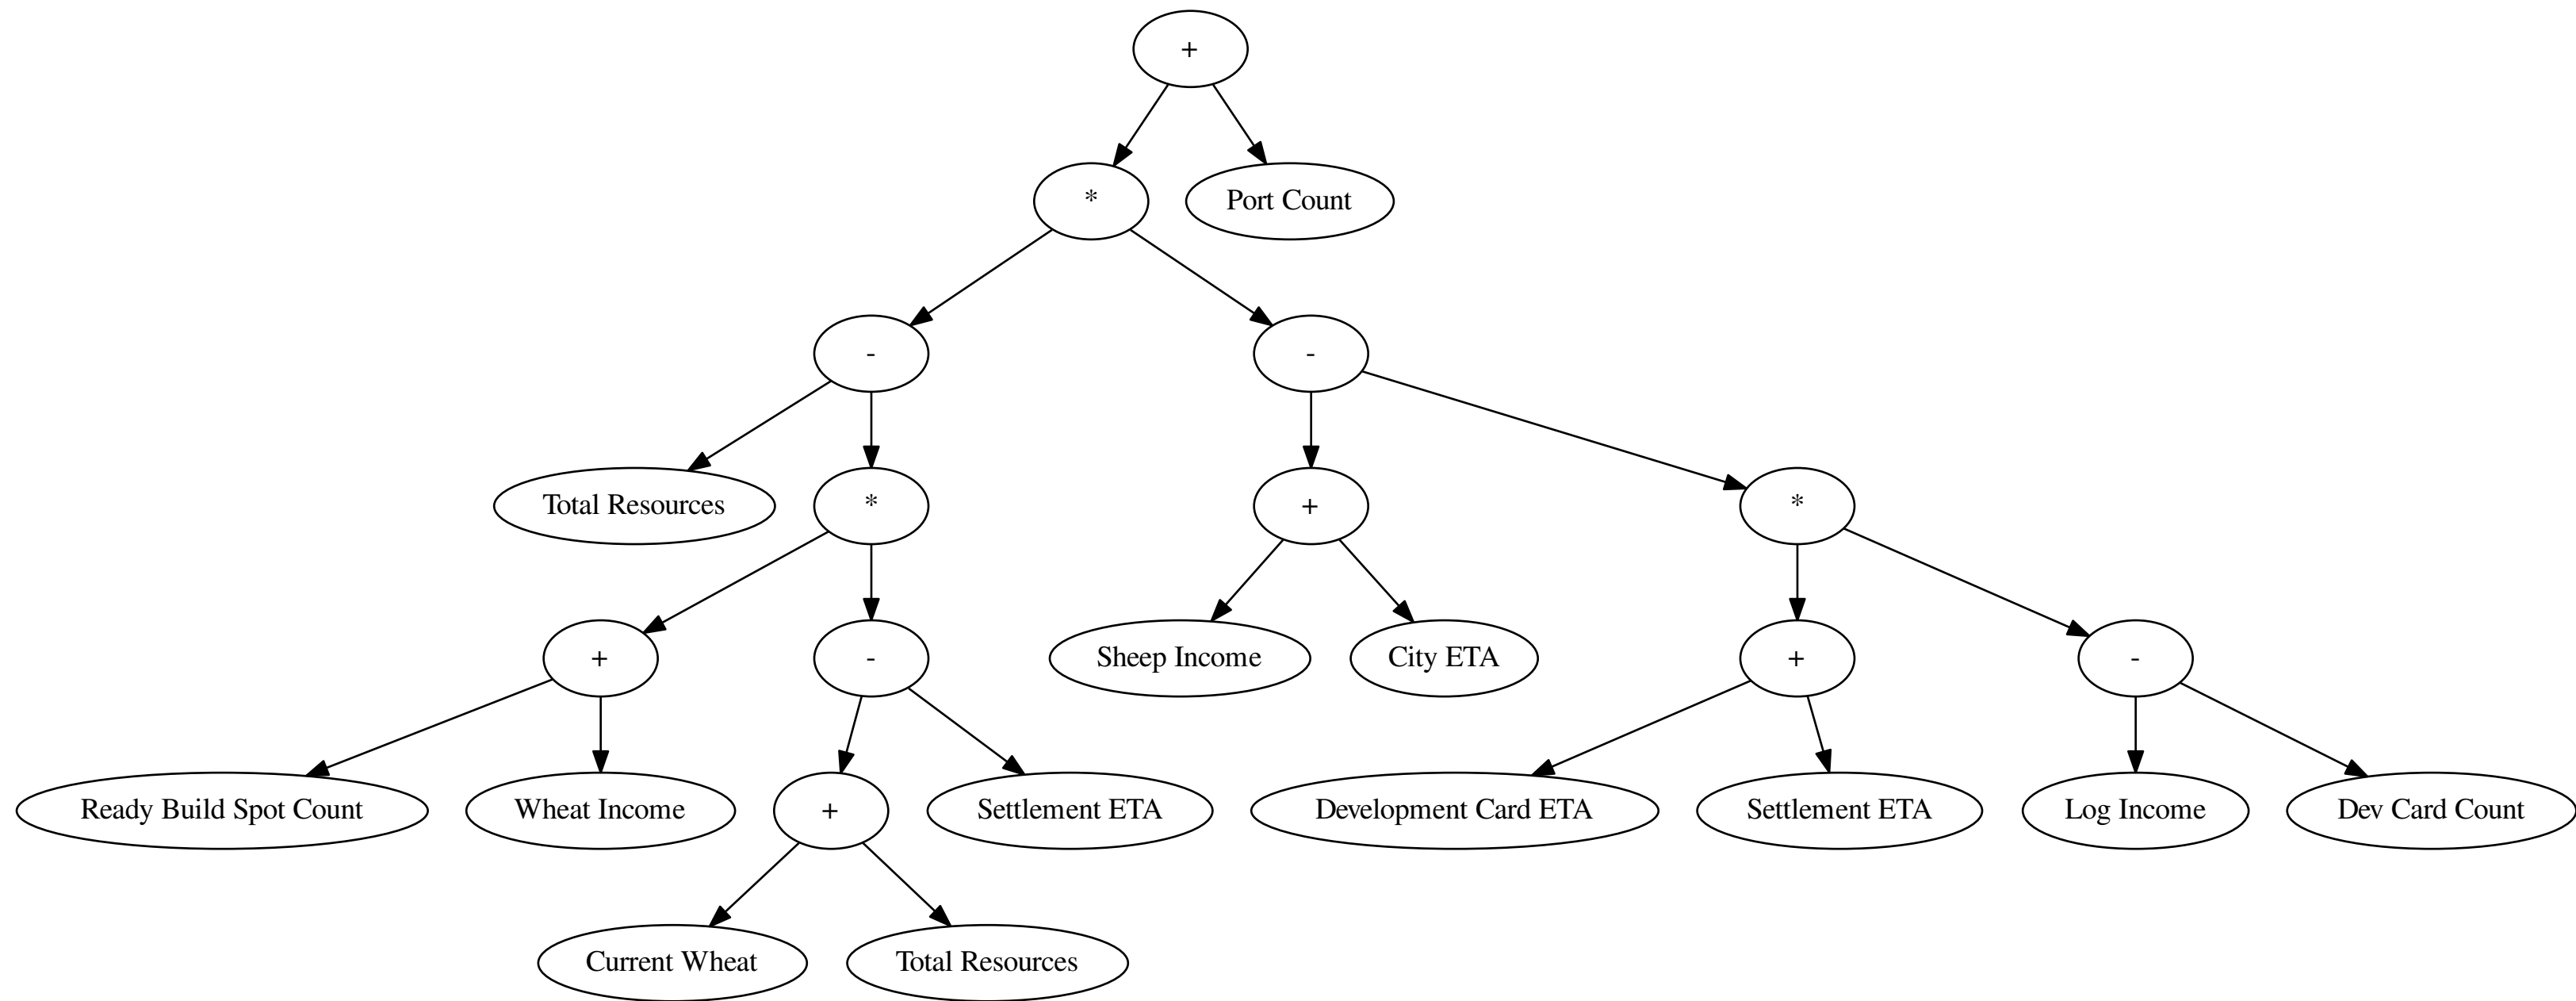 +
*
Port Count
-
-
Total Resources
*
+
*
+
-
Sheep Income
City ETA
+
-
Ready Build Spot Count
Wheat Income
+
Settlement ETA
Development Card ETA
Settlement ETA
Log Income
Dev Card Count
Current Wheat
Total Resources